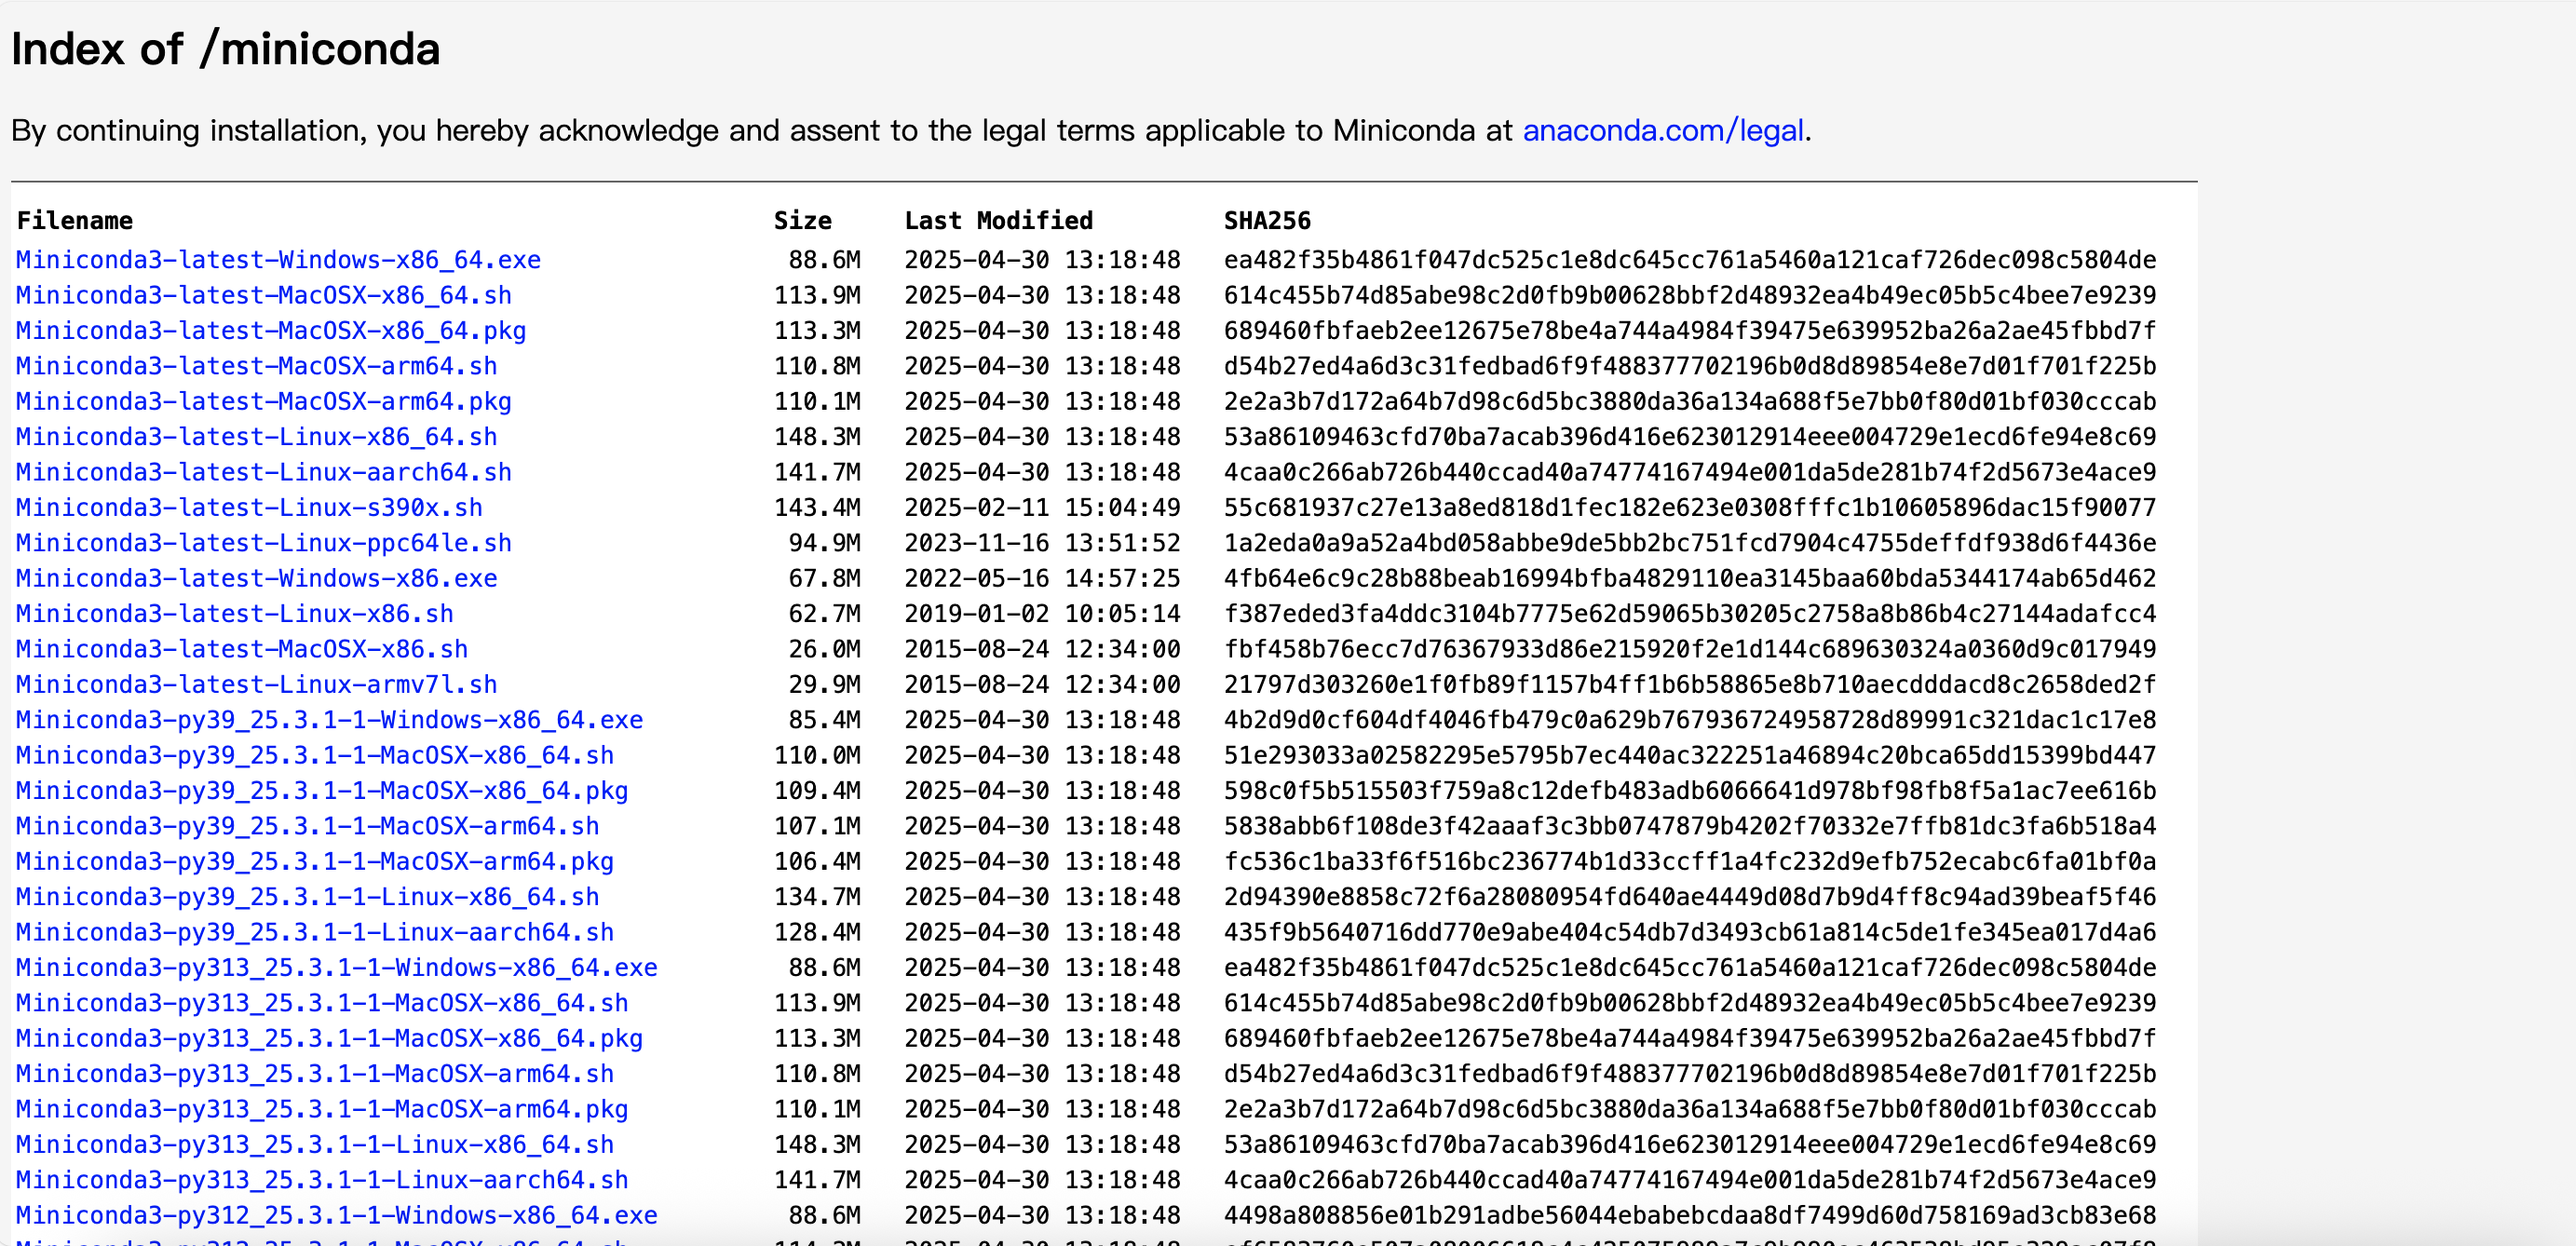 Index of /miniconda
By continuing installation, you hereby acknowledge and assent to the legal terms applicable to Miniconda at anaconda.com/legal.
Filename Size Last Modified SHA256
Miniconda3-latest-Windows-x86_64.exe 88.6M 2025-04-30 13:18:48 ea482f35b4861f047dc525c1e8dc645cc761a5460a121caf726dec098c5804de
Miniconda3-latest-MacOSX-x86_64.sh 113.9M 2025-04-30 13:18:48 614c455b74d85abe98c2d0fb9b00628bbf2d48932ea4b49ec05b5c4bee7e9239
Miniconda3-latest-MacOSX-x86_64.pkg 113.3M 2025-04-30 13:18:48 689460fbfaeb2ee12675e78be4a744a4984f39475e639952ba26a2ae45fbbd7f
Miniconda3-latest-MacOSX-arm64.sh 110.8M 2025-04-30 13:18:48 d54b27ed4a6d3c31fedbad6f9f488377702196b0d8d89854e8e7d01f701f225b
Miniconda3-latest-MacOSX-arm64.pkg 110.1M 2025-04-30 13:18:48 2e2a3b7d172a64b7d98c6d5bc3880da36a134a688f5e7bb0f80d01bf030cccab
Miniconda3-latest-Linux-x86_64.sh 148.3M 2025-04-30 13:18:48 53a86109463cfd70ba7acab396d416e623012914eee004729e1ecd6fe94e8c69
Miniconda3-latest-Linux-aarch64.sh 141.7M 2025-04-30 13:18:48 4caa0c266ab726b440ccad40a74774167494e001da5de281b74f2d5673e4ace9
Miniconda3-latest-Linux-s390x.sh 143.4M 2025-02-11 15:04:49 55c681937c27e13a8ed818d1fec182e623e0308fffc1b10605896dac15f90077
Miniconda3-latest-Linux-ppc64le.sh 94.9M 2023-11-16 13:51:52 1a2eda0a9a52a4bd058abbe9de5bb2bc751fcd7904c4755deffdf938d6f4436e
Miniconda3-latest-Windows-x86.exe 67.8M 2022-05-16 14:57:25 4fb64e6c9c28b88beab16994bfba4829110ea3145baa60bda5344174ab65d462
Miniconda3-latest-Linux-x86.sh 62.7M 2019-01-02 10:05:14 f387eded3fa4ddc3104b7775e62d59065b30205c2758a8b86b4c27144adafcc4
Miniconda3-latest-MacOSX-x86.sh 26.0M 2015-08-24 12:34:00 fbf458b76ecc7d76367933d86e215920f2e1d144c689630324a0360d9c017949
Miniconda3-latest-Linux-armv7l.sh 29.9M 2015-08-24 12:34:00 21797d303260e1f0fb89f1157b4ff1b6b58865e8b710aecdddacd8c2658ded2f
Miniconda3-py39_25.3.1-1-Windows-x86_64.exe 85.4M 2025-04-30 13:18:48 4b2d9d0cf604df4046fb479c0a629b767936724958728d89991c321dac1c17e8
Miniconda3-py39_25.3.1-1-MacOSX-x86_64.sh 110.0M 2025-04-30 13:18:48 51e293033a02582295e5795b7ec440ac322251a46894c20bca65dd15399bd447
Miniconda3-py39_25.3.1-1-MacOSX-x86_64.pkg 109.4M 2025-04-30 13:18:48 598c0f5b515503f759a8c12defb483adb6066641d978bf98fb8f5a1ac7ee616b
Miniconda3-py39_25.3.1-1-MacOSX-arm64.sh 107.1M 2025-04-30 13:18:48 5838abb6f108de3f42aaaf3c3bb0747879b4202f70332e7ffb81dc3fa6b518a4
Miniconda3-py39_25.3.1-1-MacOSX-arm64.pkg 106.4M 2025-04-30 13:18:48 fc536c1ba33f6f516bc236774b1d33ccff1a4fc232d9efb752ecabc6fa01bf0a
Miniconda3-py39_25.3.1-1-Linux-x86_64.sh 134.7M 2025-04-30 13:18:48 2d94390e8858c72f6a28080954fd640ae4449d08d7b9d4ff8c94ad39beaf5f46
Miniconda3-py39_25.3.1-1-Linux-aarch64.sh 128.4M 2025-04-30 13:18:48 435f9b5640716dd770e9abe404c54db7d3493cb61a814c5de1fe345ea017d4a6
Miniconda3-py313_25.3.1-1-Windows-x86_64.exe 88.6M 2025-04-30 13:18:48 ea482f35b4861f047dc525c1e8dc645cc761a5460a121caf726dec098c5804de
Miniconda3-py313_25.3.1-1-MacOSX-x86_64.sh 113.9M 2025-04-30 13:18:48 614c455b74d85abe98c2d0fb9b00628bbf2d48932ea4b49ec05b5c4bee7e9239
Miniconda3-py313_25.3.1-1-MacOSX-x86_64.pkg 113.3M 2025-04-30 13:18:48 689460fbfaeb2ee12675e78be4a744a4984f39475e639952ba26a2ae45fbbd7f
Miniconda3-py313_25.3.1-1-MacOSX-arm64.sh 110.8M 2025-04-30 13:18:48 d54b27ed4a6d3c31fedbad6f9f488377702196b0d8d89854e8e7d01f701f225b
Miniconda3-py313_25.3.1-1-MacOSX-arm64.pkg 110.1M 2025-04-30 13:18:48 2e2a3b7d172a64b7d98c6d5bc3880da36a134a688f5e7bb0f80d01bf030cccab
Miniconda3-py313_25.3.1-1-Linux-x86_64.sh 148.3M 2025-04-30 13:18:48 53a86109463cfd70ba7acab396d416e623012914eee004729e1ecd6fe94e8c69
Miniconda3-py313_25.3.1-1-Linux-aarch64.sh 141.7M 2025-04-30 13:18:48 4caa0c266ab726b440ccad40a74774167494e001da5de281b74f2d5673e4ace9
Miniconda3-py312_25.3.1-1-Windows-x86_64.exe 88.6M 2025-04-30 13:18:48 4498a808856e01b291adbe56044ebabebcdaa8df7499d60d758169ad3cb83e68